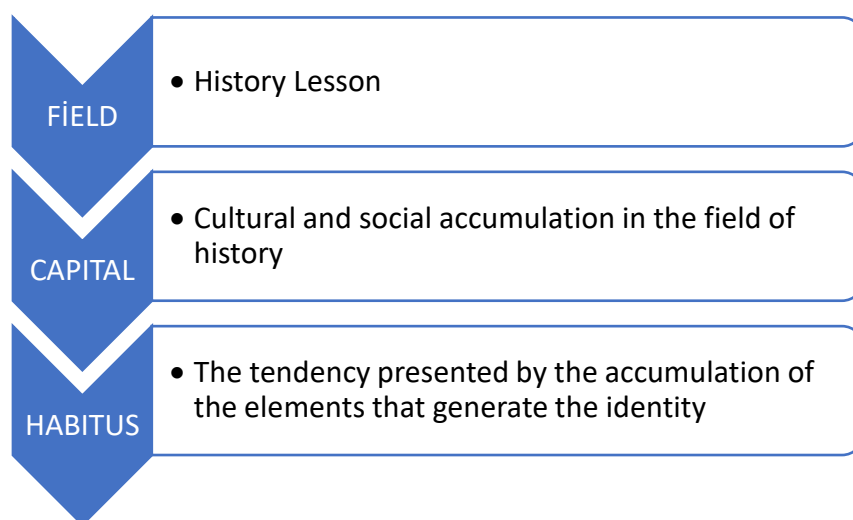 FİELD
• History Lesson
CAPITAL
• Cultural and social accumulation in the field of
history
HABITUS
• The tendency presented by the accumulation of
the elements that generate the identity